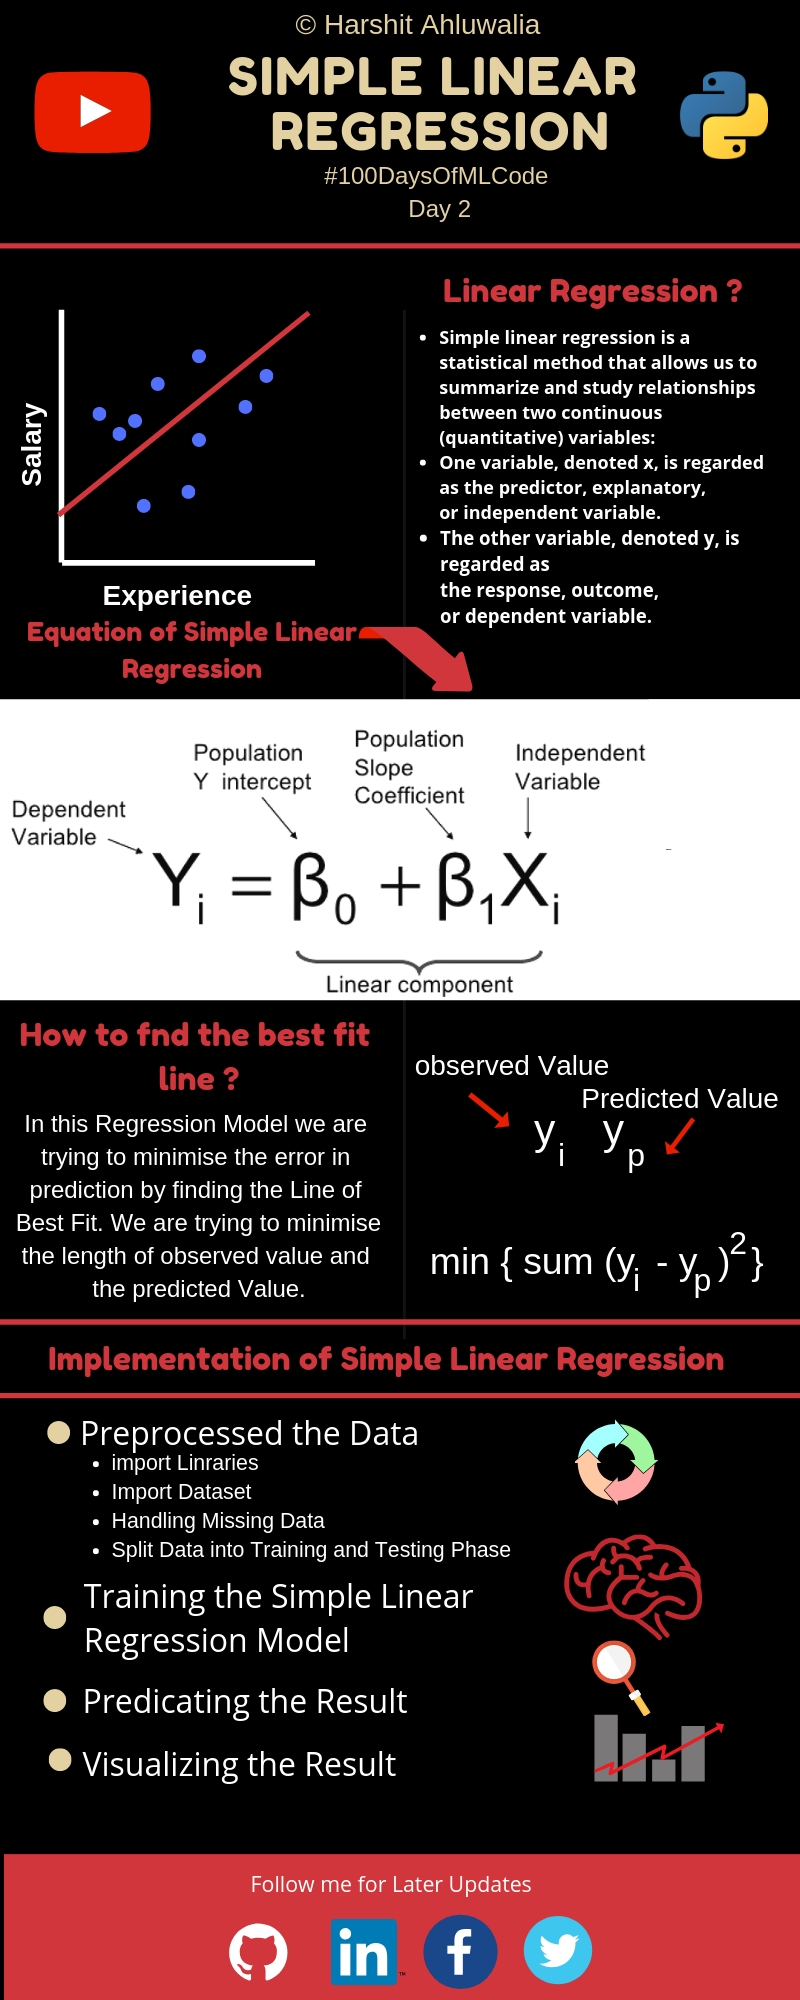 © Harshit Ahluwalia
SIMPLE LINEAR
REGRESSION
#100DaysOfMLCode
Day 2
Salary
Experience
Linear Regression ?
• Simple linear regression is a
statistical method that allows us to
summarize and study relationships
between two continuous
(quantitative) variables:
• One variable, denoted x, is regarded
as the predictor, explanatory,
or independent variable.
• The other variable, denoted y, is
regarded as
the response, outcome,
or dependent variable.
Equation of Simple Linear
Regression
Dependent
Variable
Population
Y intercept
Population
Slope
Coefficient
Independent
Variable
Yi = β0 + β1Xi
Linear component
How to fnd the best fit
line ?
In this Regression Model we are
trying to minimise the error in
prediction by finding the Line of
Best Fit. We are trying to minimise
the length of observed value and
the predicted Value.
observed Value
Predicted Value
yi yp
min { sum (yi - yp )2}
Implementation of Simple Linear Regression
Preprocessed the Data
• import Linraries
• Import Dataset
• Handling Missing Data
• Split Data into Training and Testing Phase
Training the Simple Linear
Regression Model
Predicating the Result
Visualizing the Result
Follow me for Later Updates
in
™
f